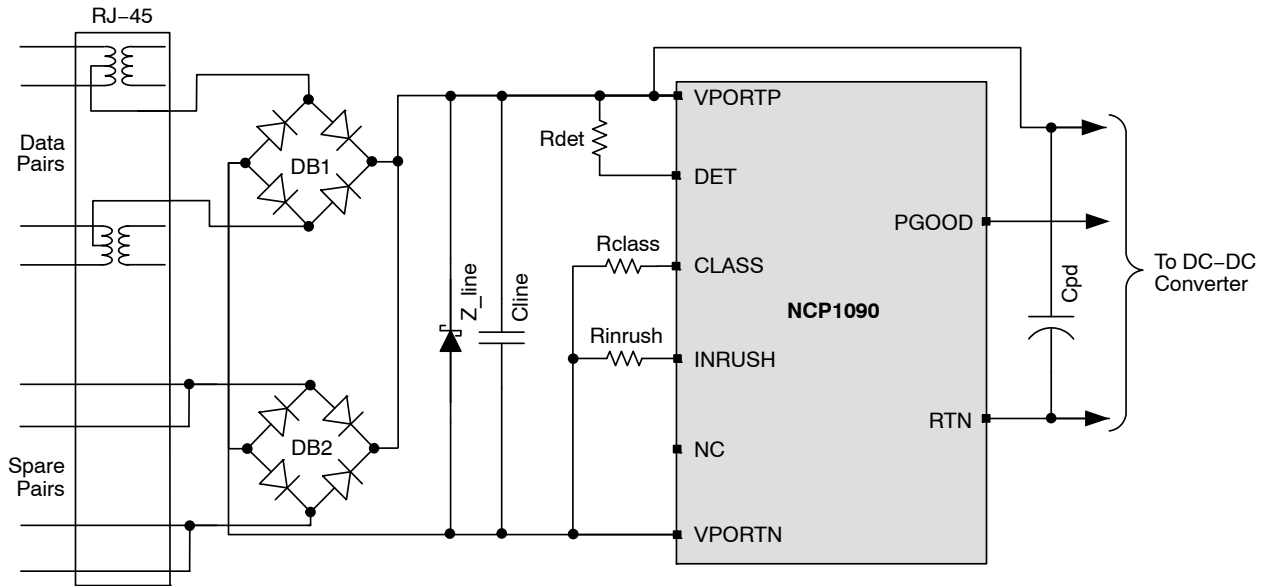 RJ−45
Data
Pairs
Spare
Pairs
DB1
DB2
Z_line
Cline
Rdet
Rclass
Rinrush
VPORTP
DET
CLASS
INRUSH
NC
VPORTN
NCP1090
PGOOD
RTN
Cpd
To DC−DC
Converter